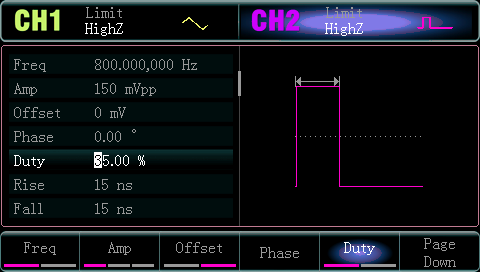 CH1 Limit HighZ
CH2 Limit HighZ
Freq 800.000,000 Hz
Amp 150 mVpp
Offset 0 mV
Phase 0.00 °
Duty 35.00 %
Rise 15 ns
Fall 15 ns
Freq Amp Offset Phase Duty Page Down